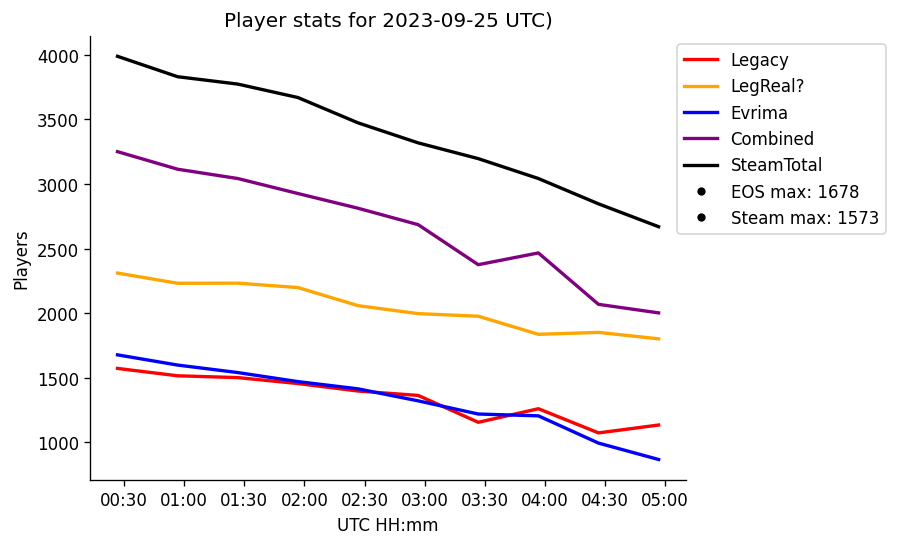 Player stats for 2023-09-25 UTC)
4000
3500
3000
2500
2000
1500
1000
Players
00:30 01:00 01:30 02:00 02:30 03:00 03:30 04:00 04:30 05:00
UTC HH:mm
Legacy
LegReal?
Evrima
Combined
SteamTotal
EOS max: 1678
Steam max: 1573